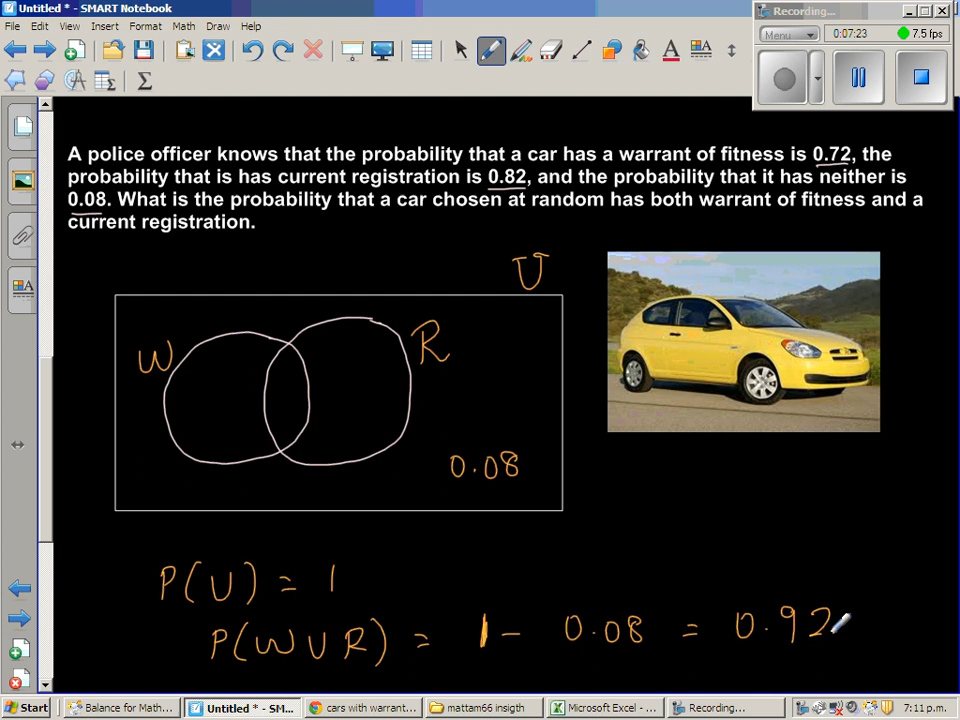 Untitled * - SMART Notebook
File Edit View Insert Format Math Draw Help
Recording...
Menu 0:07:23 7.5 fps
A police officer knows that the probability that a car has a warrant of fitness is 0.72, the
probability that is has current registration is 0.82, and the probability that it has neither is
0.08. What is the probability that a car chosen at random has both warrant of fitness and a
current registration.
U
W R
0.08
P(U) = 1
P(W U R) = 1 - 0.08 = 0.92
Start Balance for Math... Untitled * - SM... cars with warrant... mattam66 insigth Microsoft Excel - ... Recording... 7:11 p.m.